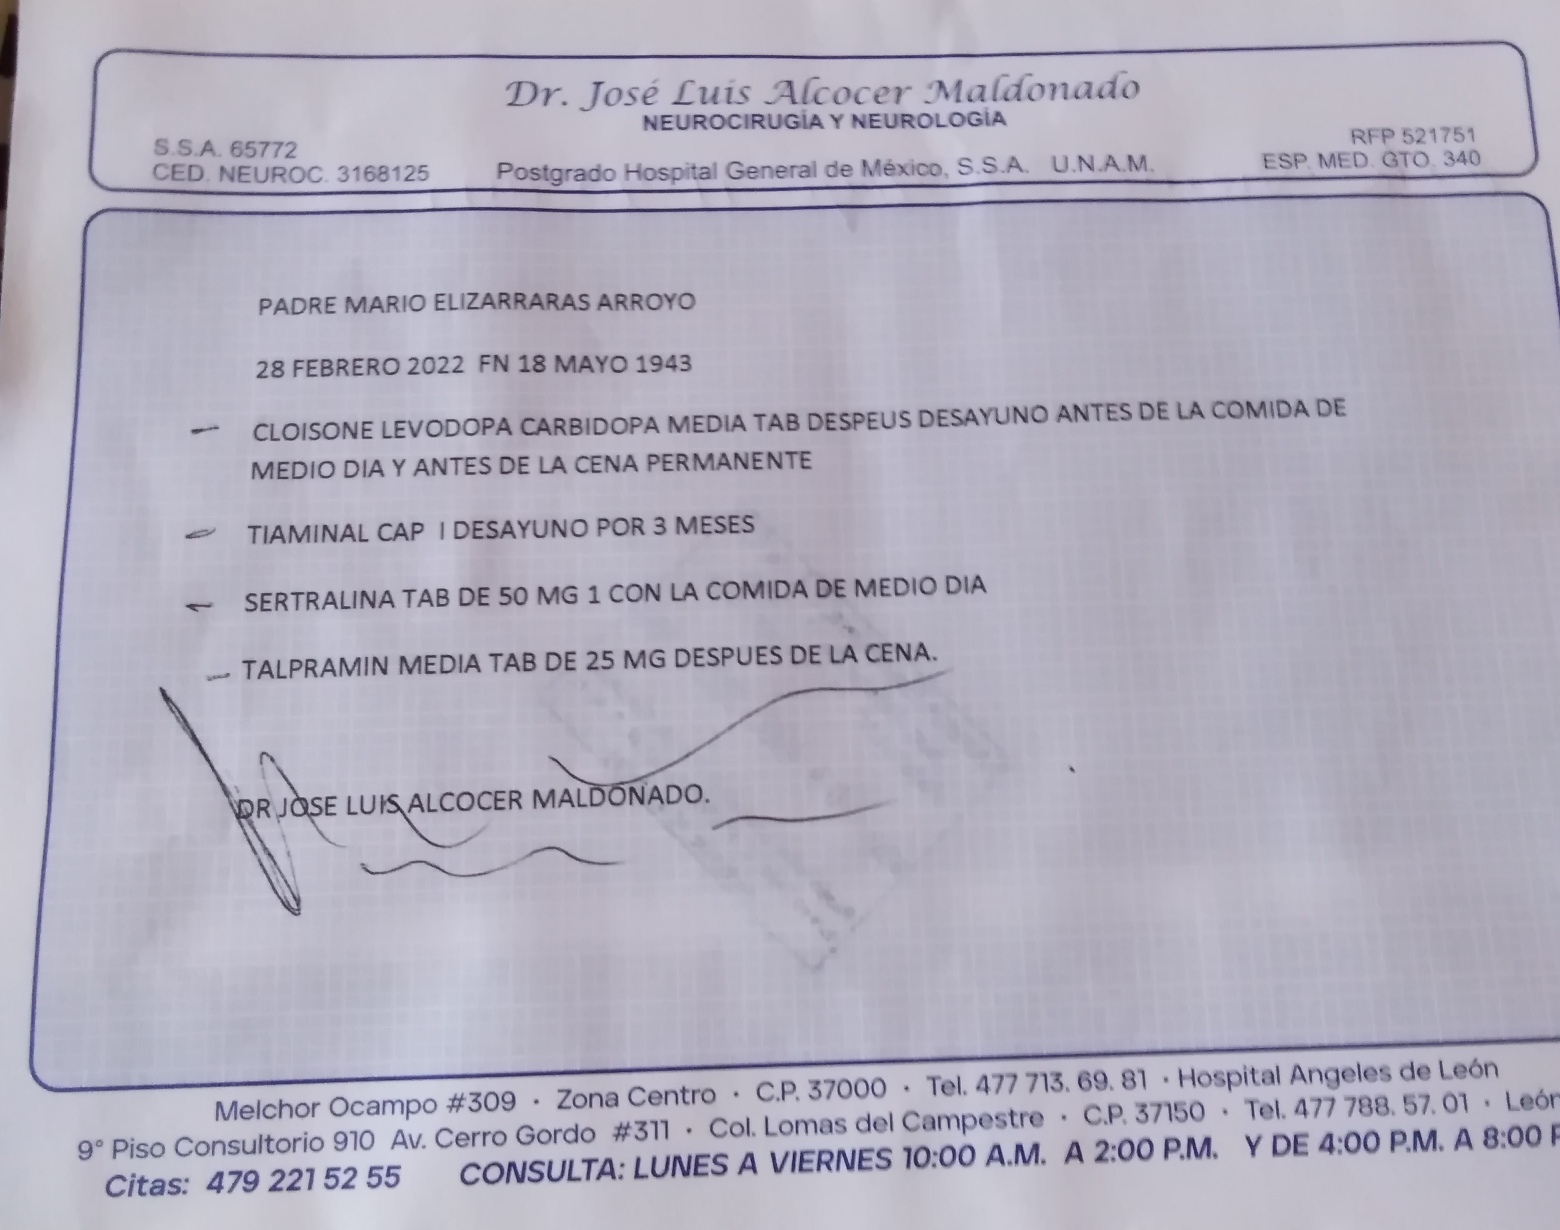 Dr. José Luis Alcocer Maldonado
NEUROCIRUGÍA Y NEUROLOGÍA
S.S.A. 65772
RFP 521751
CED. NEUROC. 3168125
Postgrado Hospital General de México, S.S.A. U.N.A.M.
ESP. MED. GTO. 340
PADRE MARIO ELIZARRARAS ARROYO
28 FEBRERO 2022 FN 18 MAYO 1943
CLOISONE LEVODOPA CARBIDOPA MEDIA TAB DESPEUS DESAYUNO ANTES DE LA COMIDA DE
MEDIO DIA Y ANTES DE LA CENA PERMANENTE
TIAMINAL CAP I DESAYUNO POR 3 MESES
SERTRALINA TAB DE 50 MG 1 CON LA COMIDA DE MEDIO DIA
TALPRAMIN MEDIA TAB DE 25 MG DESPUES DE LA CENA.
DR JOSE LUIS ALCOCER MALDONADO.
Melchor Ocampo #309 · Zona Centro · C.P. 37000 · Tel. 477 713. 69. 81 · Hospital Angeles de León
9° Piso Consultorio 910 Av. Cerro Gordo #311 · Col. Lomas del Campestre · C.P. 37150 · Tel. 477 788. 57. 01 · León
Citas: 479 221 52 55 CONSULTA: LUNES A VIERNES 10:00 A.M. A 2:00 P.M. Y DE 4:00 P.M. A 8:00 P